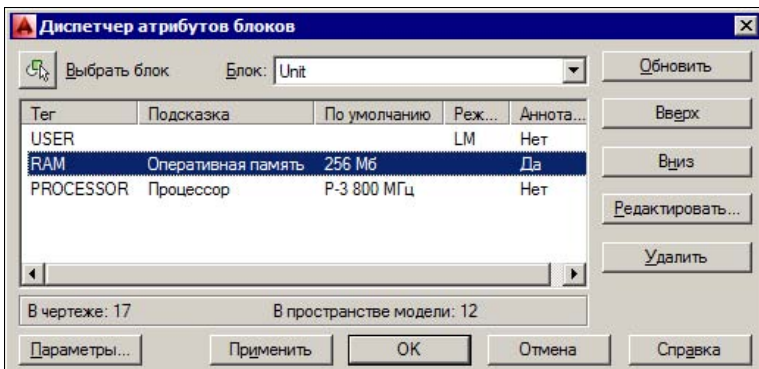 Диспетчер атрибутов блоков
Выбрать блок Блок: Unit Обновить
Тег Подсказка По умолчанию Реж... Аннота... Вверх
USER LM Нет
RAM Оперативная память 256 Мб Да Вниз
PROCESSOR Процессор P-3 800 МГц Нет
Редактировать...
Удалить
В чертеже: 17 В пространстве модели: 12
Параметры... Применить OK Отмена Справка